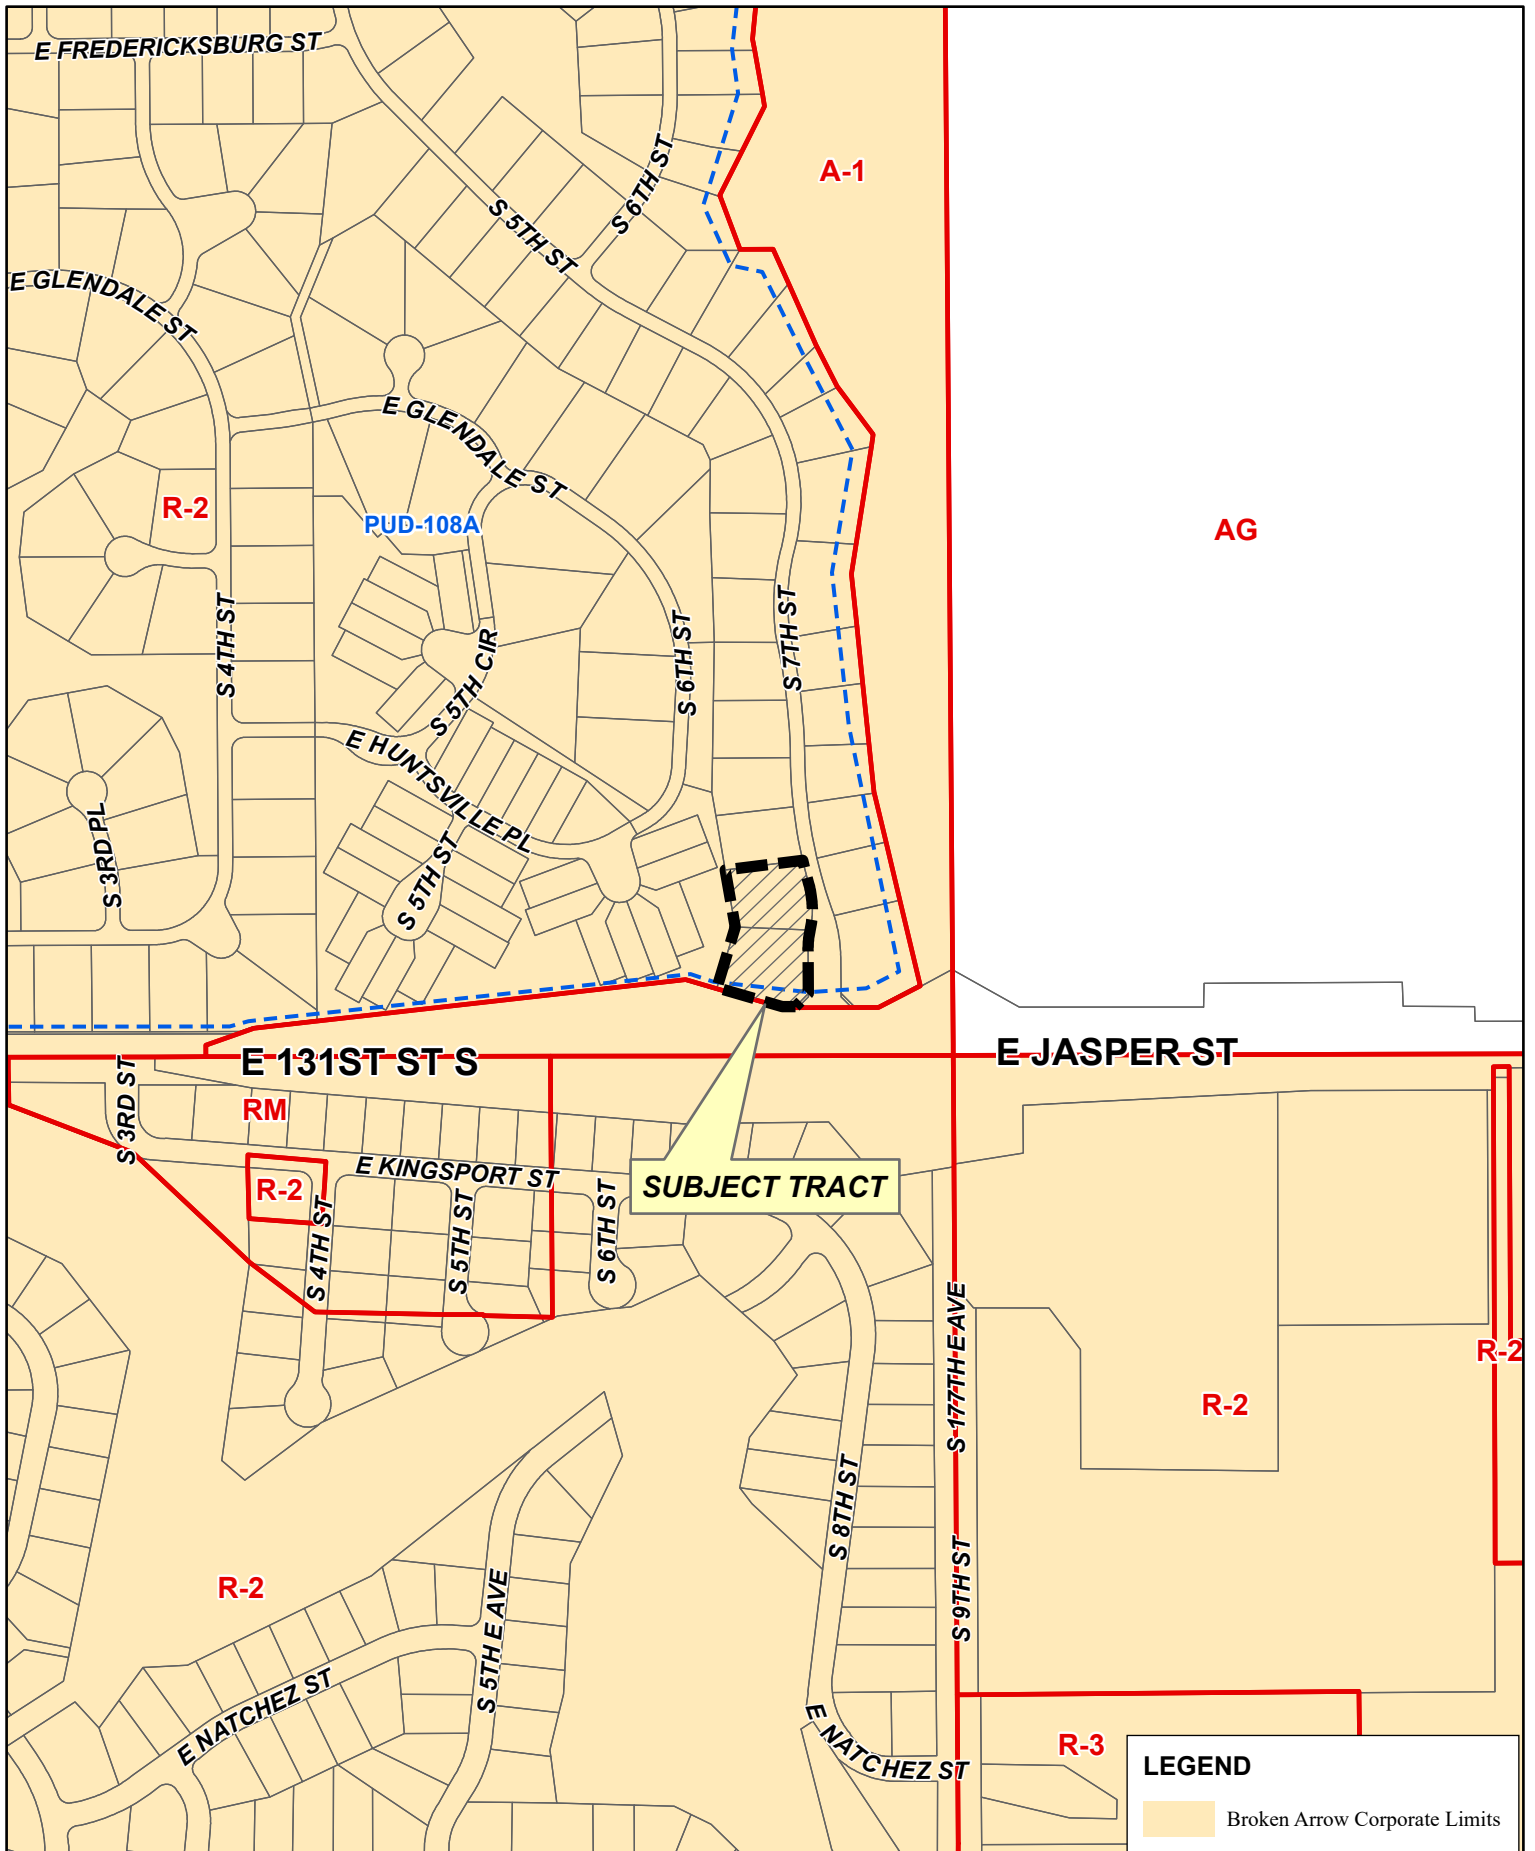 E FREDERICKSBURG ST
S 6TH ST
A-1
S 5TH ST
E GLENDALE ST
E GLENDALE ST
R-2
PUD-108A
AG
S 4TH ST
S 5TH CIR
S 6TH ST
S 7TH ST
E HUNTSVILLE PL
S 3RD PL
S 5TH ST
E 131ST ST S
E JASPER ST
S 3RD ST
RM
E KINGSPORT ST
R-2
SUBJECT TRACT
S 4TH ST
S 5TH ST
S 6TH ST
S 177TH E AVE
R-2
R-2
S 8TH ST
S 9TH ST
R-2
S 5TH E AVE
E NATCHEZ ST
E NATCHEZ ST
R-3
LEGEND
Broken Arrow Corporate Limits